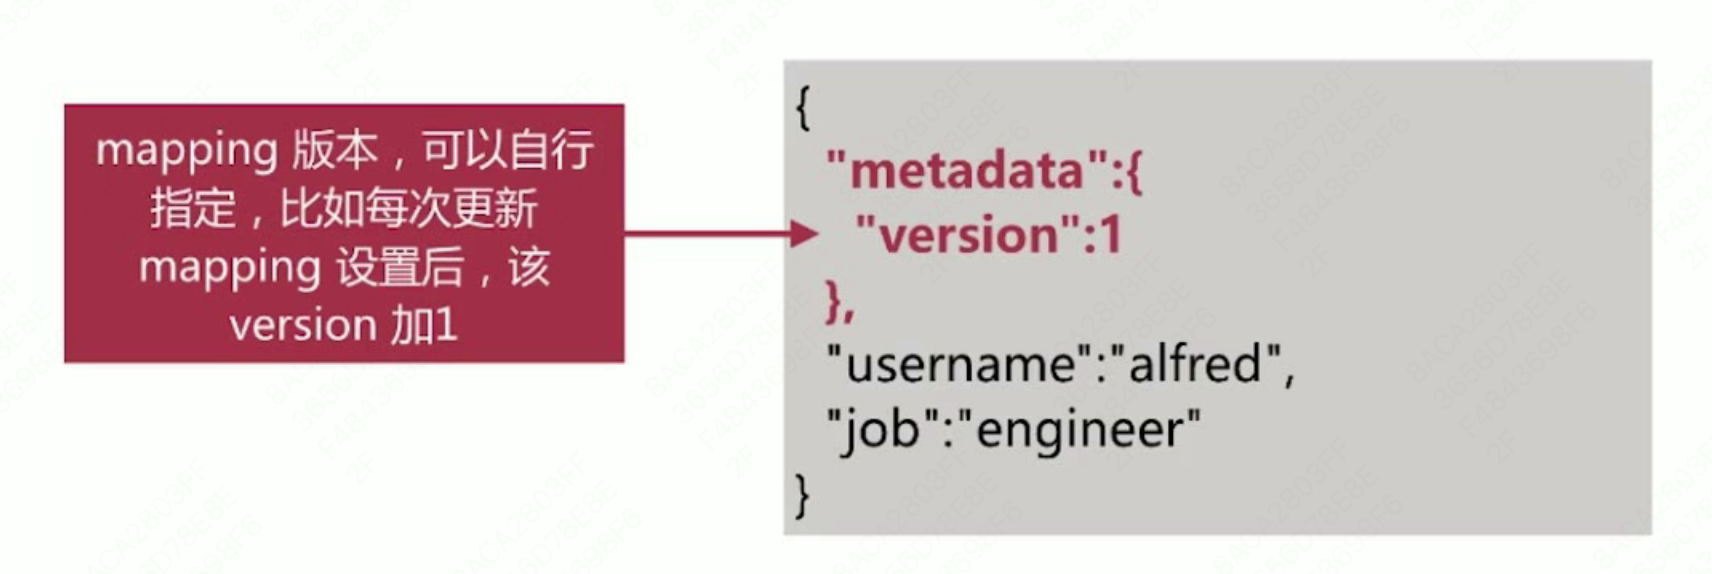 mapping 版本，可以自行
指定，比如每次更新
mapping 设置后，该
version 加1
{
"metadata":{
"version":1
},
"username":"alfred",
"job":"engineer"
}